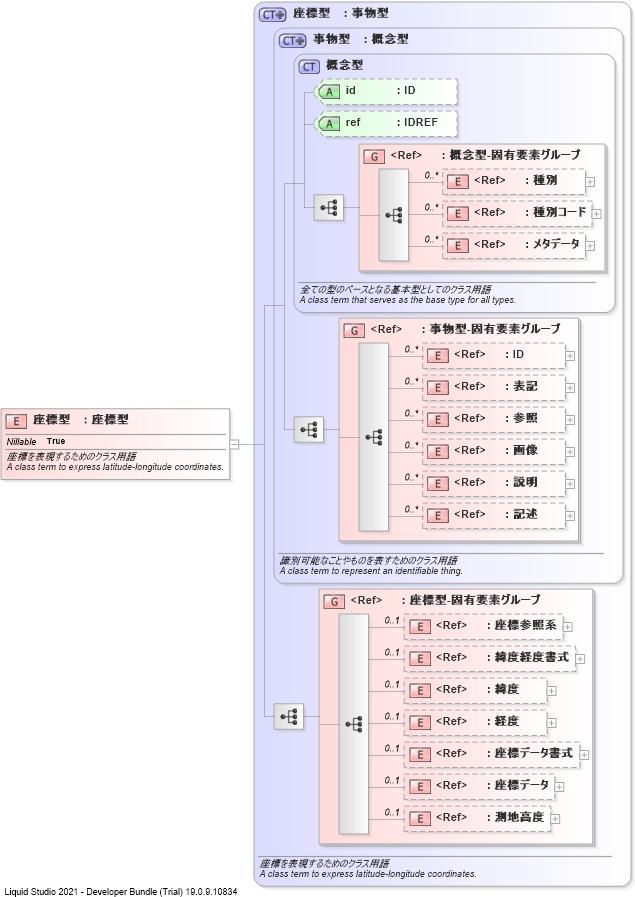 CT 座標型 : 事物型
CT 事物型 : 概念型
CT 概念型
A id : ID
A ref : IDREF
G <Ref> : 概念型-固有要素グループ
0..* E <Ref> : 種別
0..* E <Ref> : 種別コード
0..* E <Ref> : メタデータ
全ての型のベースとなる基本型としてのクラス用語
A class term that serves as the base type for all types.
G <Ref> : 事物型-固有要素グループ
0..* E <Ref> : ID
0..* E <Ref> : 表記
0..* E <Ref> : 参照
0..* E <Ref> : 画像
0..* E <Ref> : 説明
0..* E <Ref> : 記述
E 座標型 : 座標型
Nillable True
座標を表現するためのクラス用語
A class term to express latitude-longitude coordinates.
識別可能なことやものを表すためのクラス用語
A class term to represent an identifiable thing.
G <Ref> : 座標型-固有要素グループ
0..1 E <Ref> : 座標参照系
0..1 E <Ref> : 緯度経度書式
0..1 E <Ref> : 緯度
0..1 E <Ref> : 経度
0..1 E <Ref> : 座標データ書式
0..1 E <Ref> : 座標データ
0..1 E <Ref> : 測地高度
座標を表現するためのクラス用語
A class term to express latitude-longitude coordinates.
Liquid Studio 2021 - Developer Bundle (Trial) 19.0.9.10834